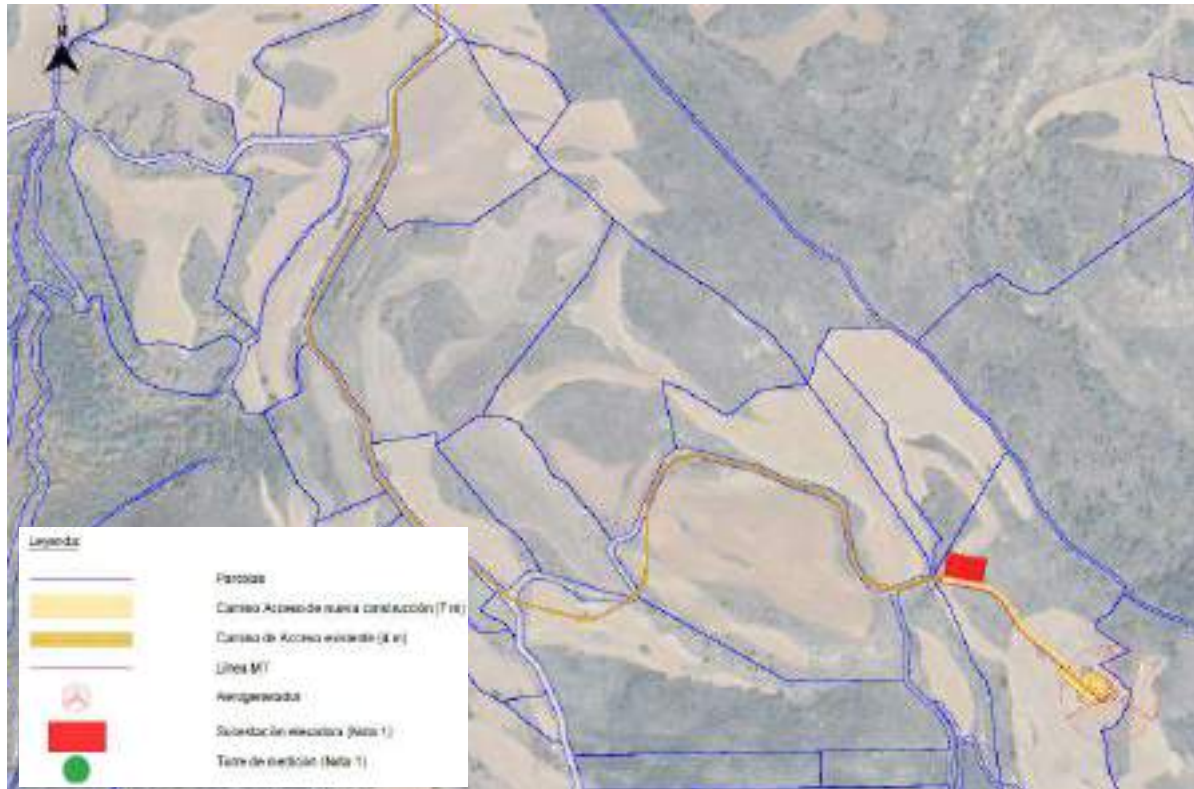 N
Leyenda:
Parcelas
Camino Acceso de nueva construcción (7 m)
Camino de Acceso existente (4 m)
Línea MT
Aerogenerador
Subestación elevadora (Nota 1)
Torre de medición (Nota 1)